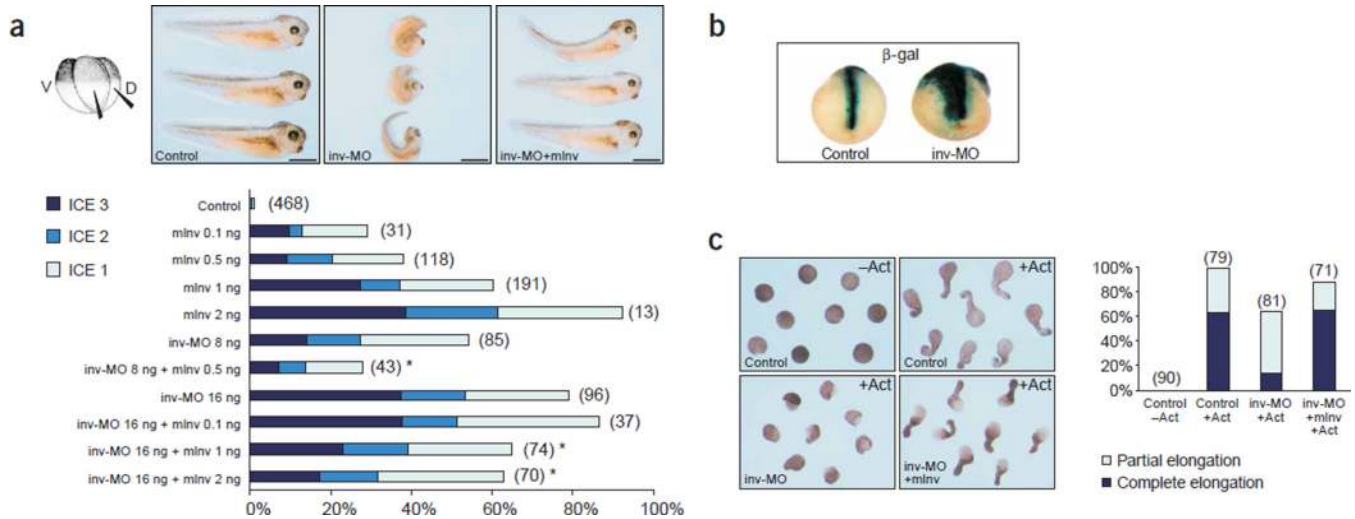 a
V
D
Control
inv-MO
inv-MO+mInv
ICE 3
ICE 2
ICE 1
Control
(468)
mInv 0.1 ng
(31)
mInv 0.5 ng
(118)
mInv 1 ng
(191)
mInv 2 ng
(13)
inv-MO 8 ng
(85)
inv-MO 8 ng + mInv 0.5 ng
(43) *
inv-MO 16 ng
(96)
inv-MO 16 ng + mInv 0.1 ng
(37)
inv-MO 16 ng + mInv 1 ng
(74) *
inv-MO 16 ng + mInv 2 ng
(70) *
0% 20% 40% 60% 80% 100%
b
β-gal
Control
inv-MO
c
–Act
Control
+Act
Control
+Act
inv-MO
+Act
inv-MO
+mInv
100%
80%
60%
40%
20%
0%
(90)
(79)
(81)
(71)
Control
–Act
Control
+Act
inv-MO
+Act
inv-MO
+mInv
+Act
Partial elongation
Complete elongation